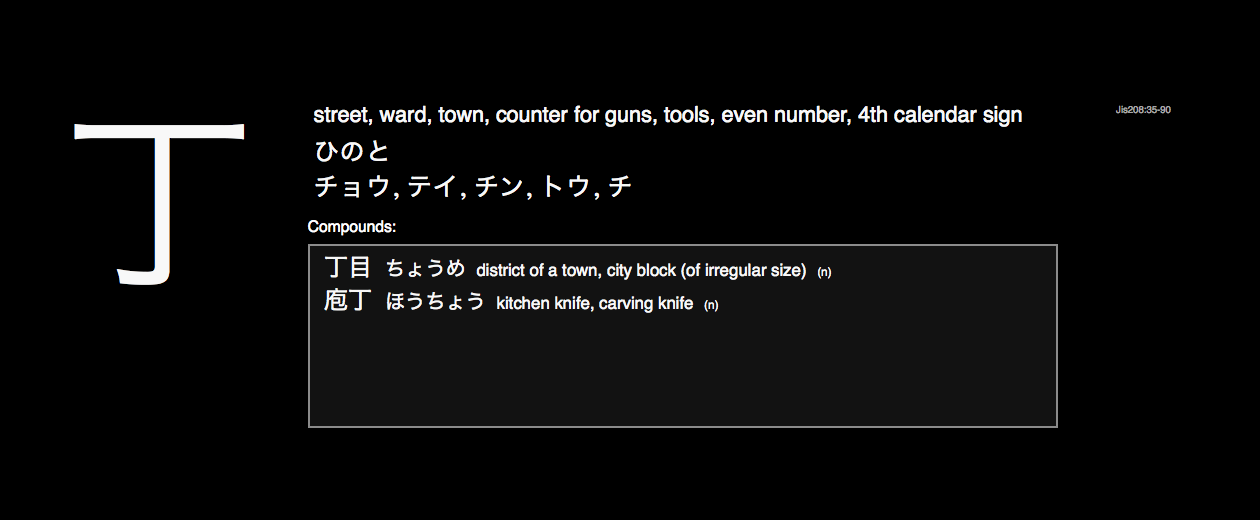 丁
street, ward, town, counter for guns, tools, even number, 4th calendar sign
Jis208:35-90
ひのと
チョウ, テイ, チン, トウ, チ
Compounds:
丁目 ちょうめ district of a town, city block (of irregular size) (n)
庖丁 ほうちょう kitchen knife, carving knife (n)